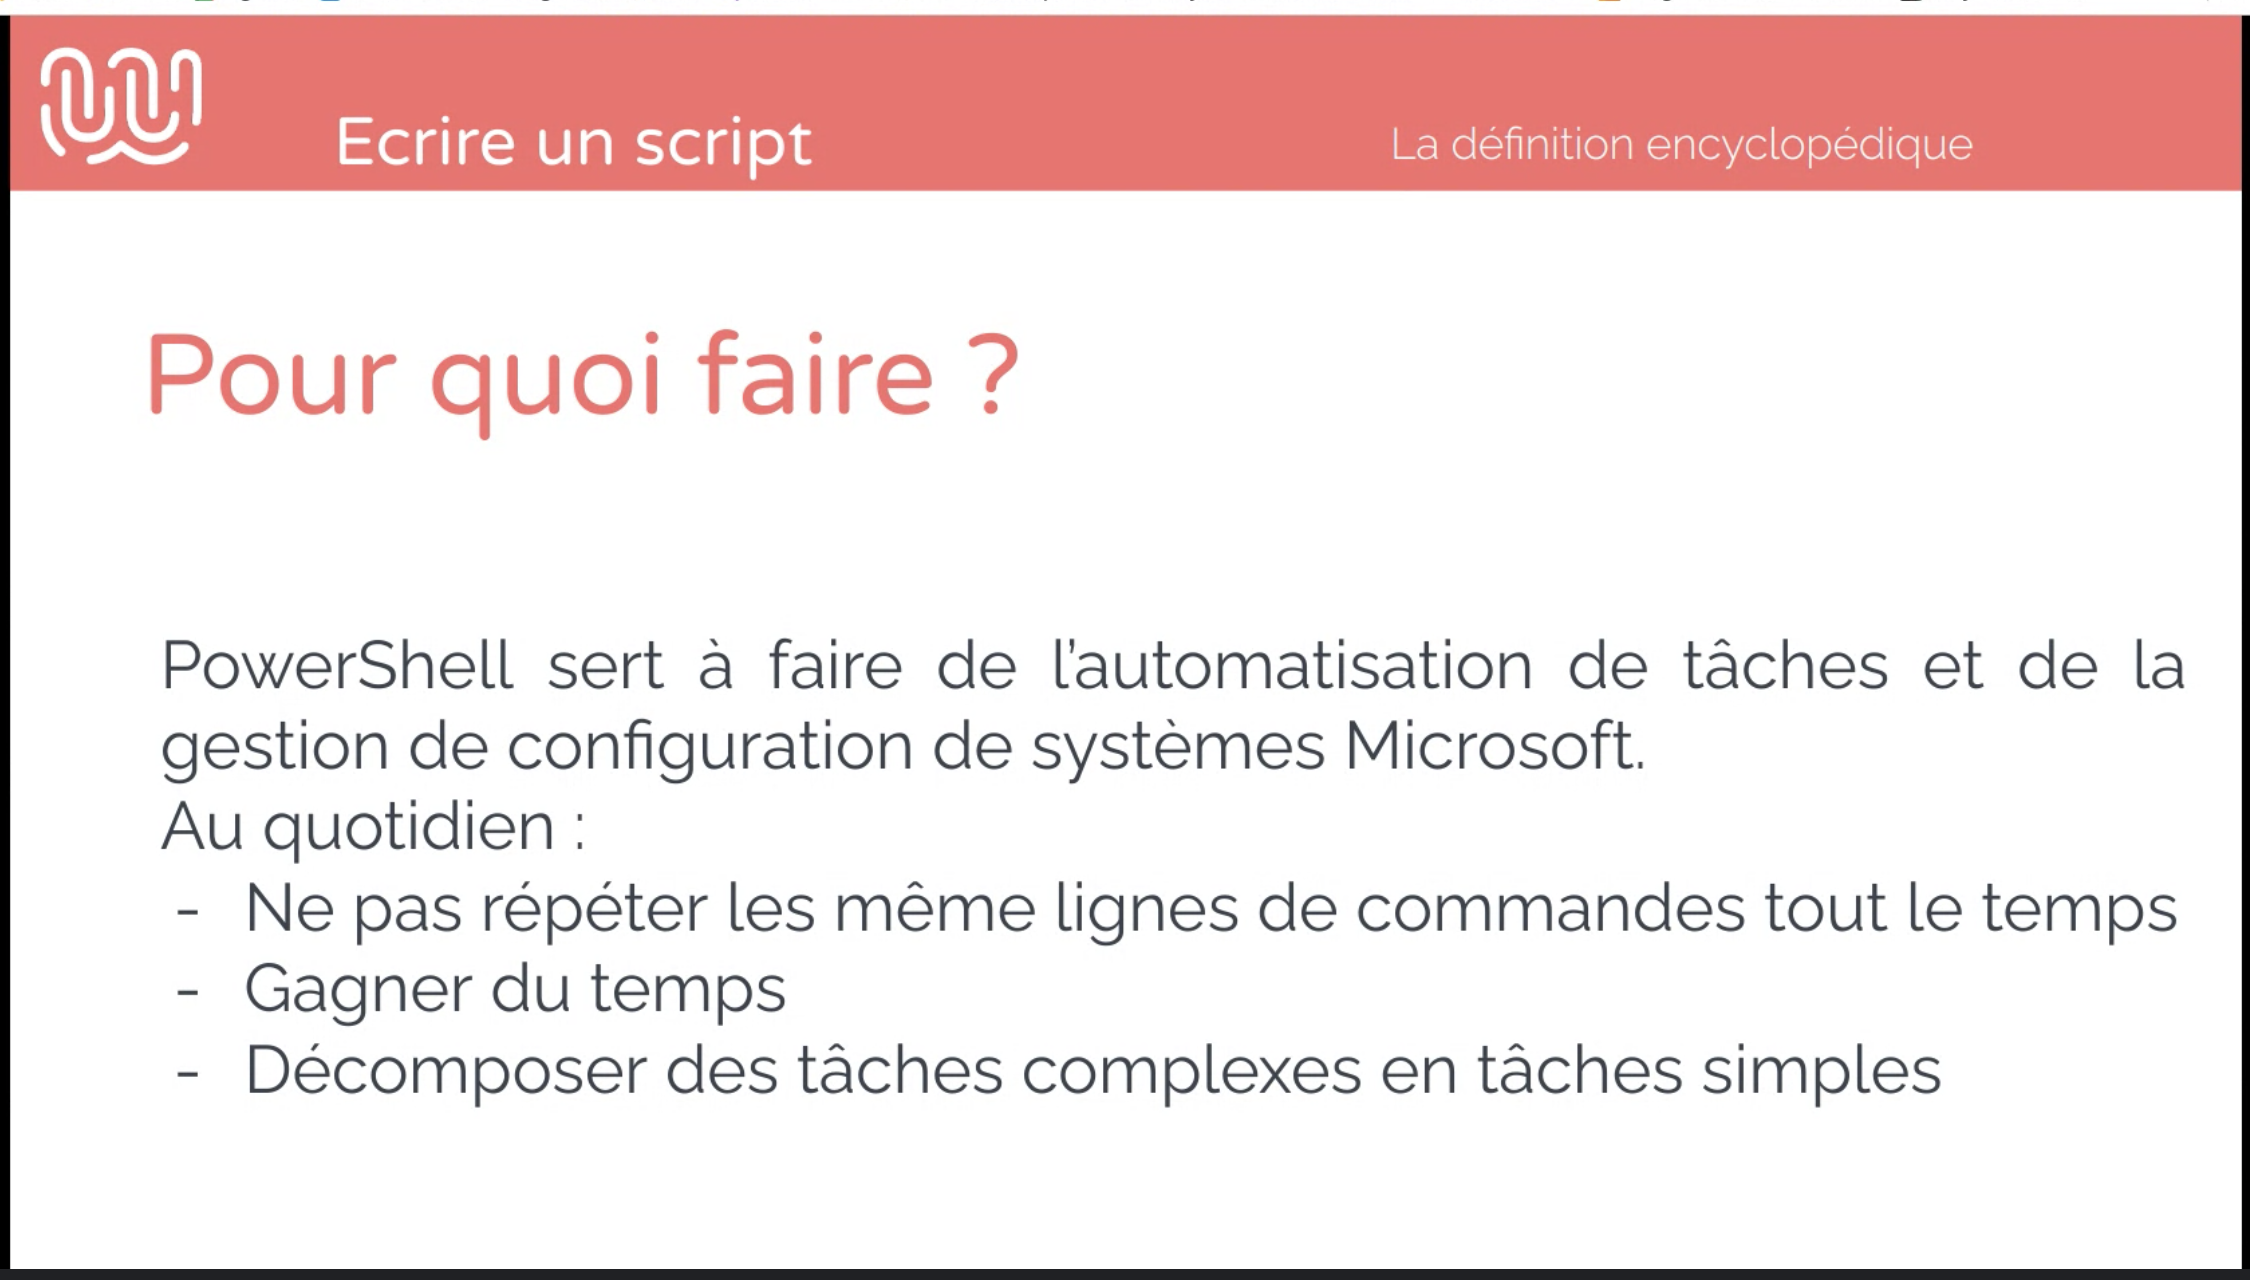 Ecrire un script
La définition encyclopédique
Pour quoi faire ?
PowerShell sert à faire de l'automatisation de tâches et de la
gestion de configuration de systèmes Microsoft.
Au quotidien :
- Ne pas répéter les même lignes de commandes tout le temps
- Gagner du temps
- Décomposer des tâches complexes en tâches simples